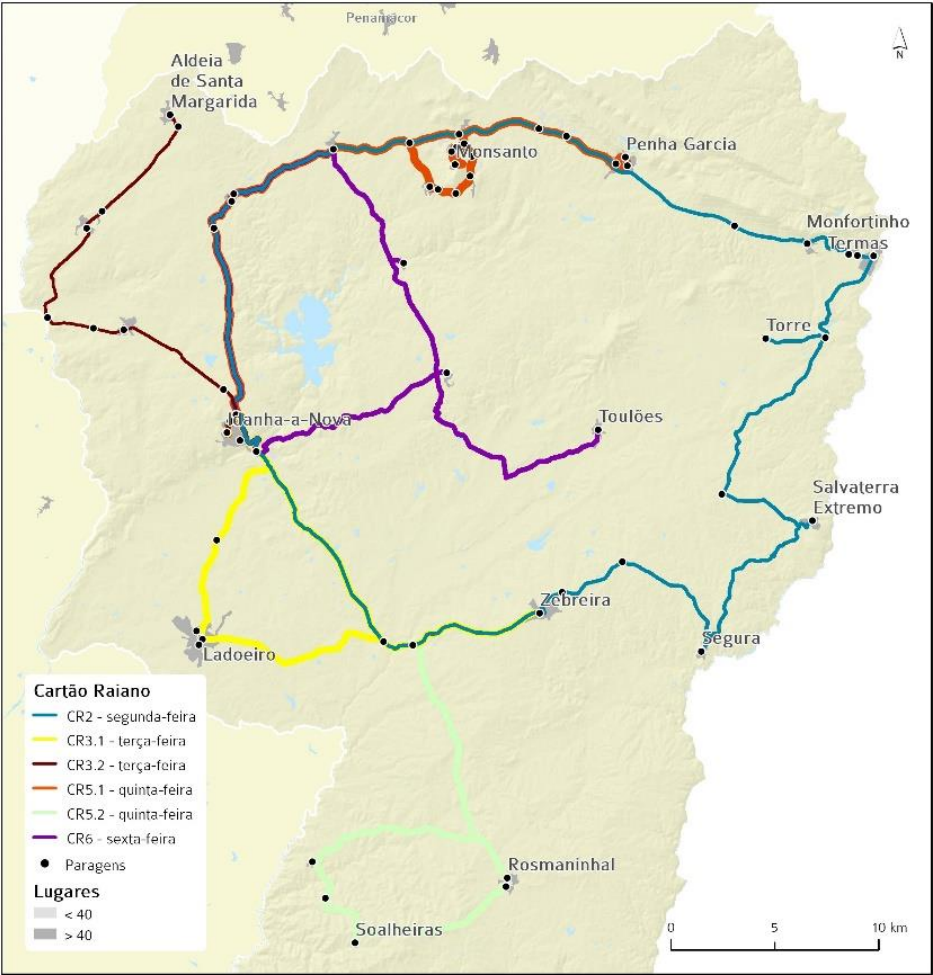 Penamacor
N
Aldeia
de Santa
Margarida
Monsanto
Penha Garcia
Monfortinho
Termas
Torre
Idanha-a-Nova
Toulões
Salvaterra
Extremo
Zebreira
Segura
Ladoeiro
Cartão Raiano
CR2 - segunda-feira
CR3.1 - terça-feira
CR3.2 - terça-feira
CR5.1 - quinta-feira
CR5.2 - quinta-feira
CR6 - sexta-feira
Paragens
Lugares
< 40
> 40
Rosmaninhal
Soalheiras
0 5 10 km